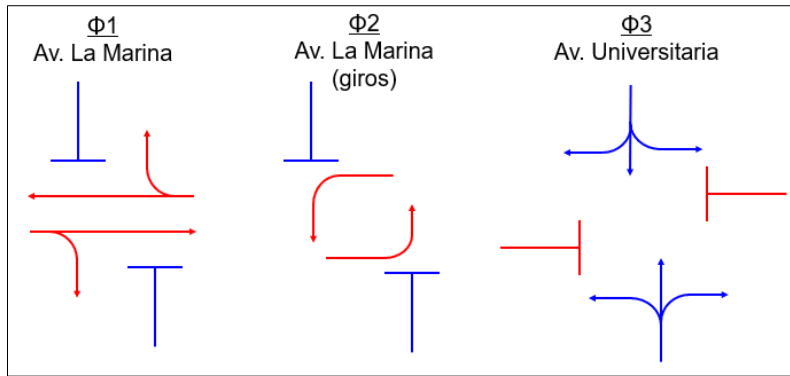 Φ1
Av. La Marina
Φ2
Av. La Marina
(giros)
Φ3
Av. Universitaria